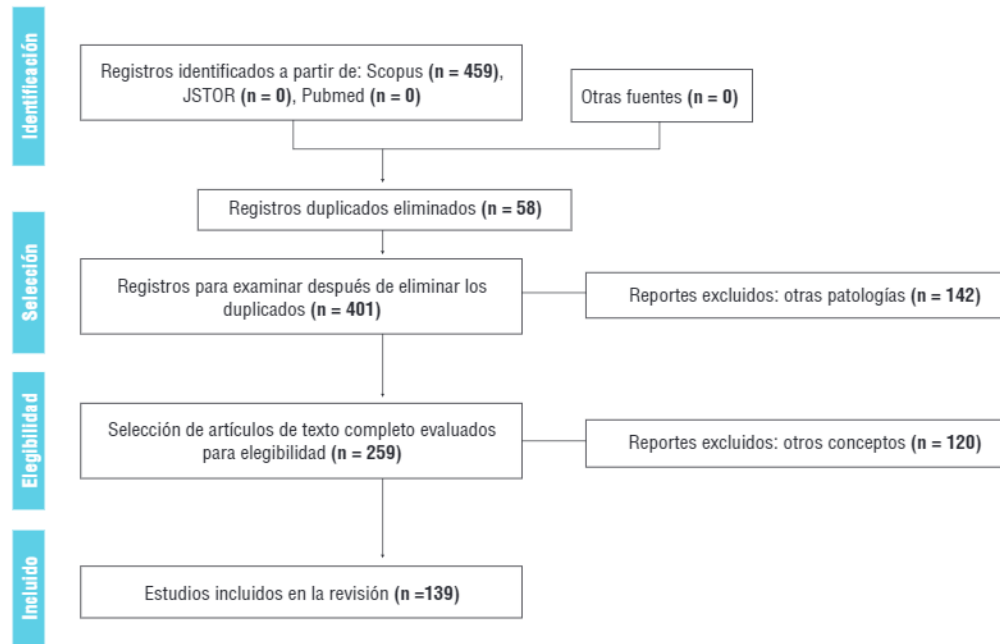 Identificación
Registros identificados a partir de: Scopus (n = 459),
JSTOR (n = 0), Pubmed (n = 0)
Otras fuentes (n = 0)
Registros duplicados eliminados (n = 58)
Selección
Registros para examinar después de eliminar los
duplicados (n = 401)
Reportes excluidos: otras patologías (n = 142)
Elegibilidad
Selección de artículos de texto completo evaluados
para elegibilidad (n = 259)
Reportes excluidos: otros conceptos (n = 120)
Incluido
Estudios incluidos en la revisión (n =139)